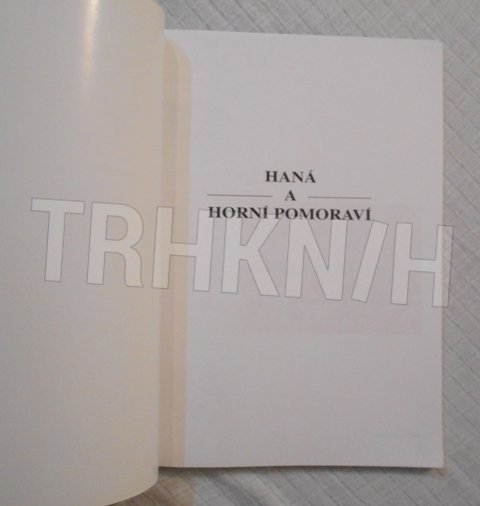 HANÁ
A
HORNÍ POMORAVÍ
TRHKNIH